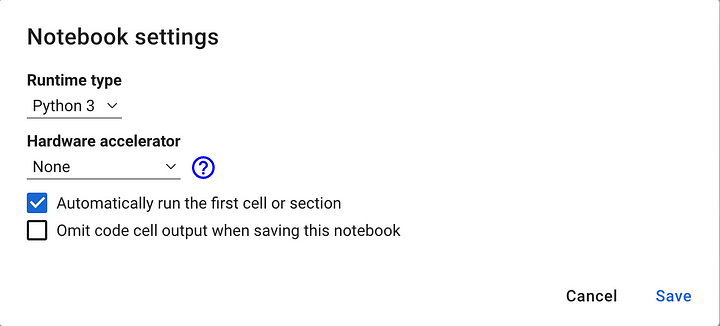 Notebook settings
Runtime type
Python 3
Hardware accelerator
None
?
Automatically run the first cell or section
Omit code cell output when saving this notebook
Cancel Save